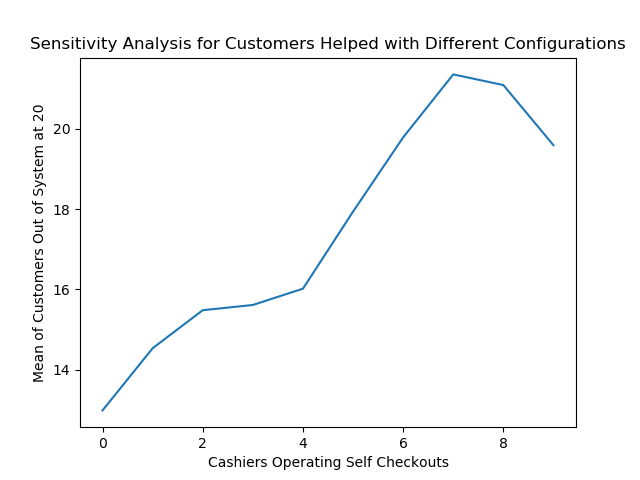 Sensitivity Analysis for Customers Helped with Different Configurations
Mean of Customers Out of System at 20
20
18
16
14
0 2 4 6 8
Cashiers Operating Self Checkouts